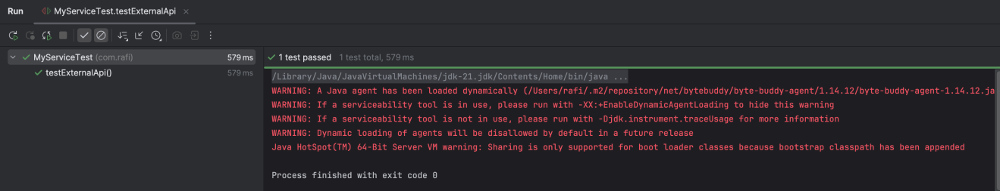 Run MyServiceTest.testExternalApi
MyServiceTest (com.rafi) 579 ms
testExternalApi() 579 ms
1 test passed 1 test total, 579 ms
/Library/Java/JavaVirtualMachines/jdk-21.jdk/Contents/Home/bin/java ...
WARNING: A Java agent has been loaded dynamically (/Users/rafi/.m2/repository/net/bytebuddy/byte-buddy-agent/1.14.12/byte-buddy-agent-1.14.12.ja
WARNING: If a serviceability tool is in use, please run with -XX:+EnableDynamicAgentLoading to hide this warning
WARNING: If a serviceability tool is not in use, please run with -Djdk.instrument.traceUsage for more information
WARNING: Dynamic loading of agents will be disallowed by default in a future release
Java HotSpot(TM) 64-Bit Server VM warning: Sharing is only supported for boot loader classes because bootstrap classpath has been appended
Process finished with exit code 0